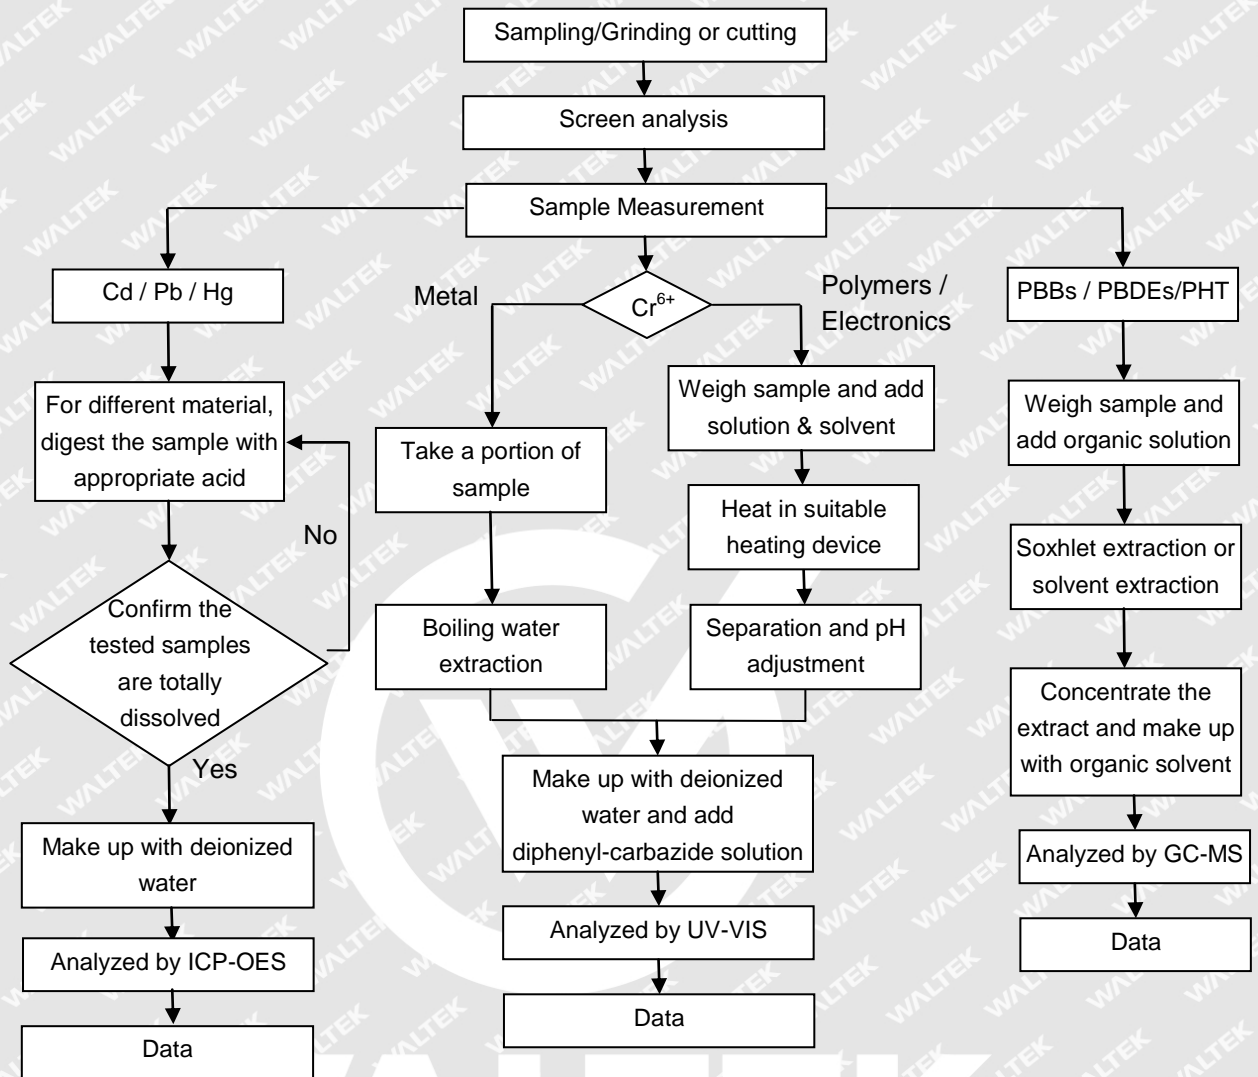 Sampling/Grinding or cutting
Screen analysis
Sample Measurement
Cd / Pb / Hg
For different material,
digest the sample with
appropriate acid
No
Confirm the
tested samples
are totally
dissolved
Yes
Make up with deionized
water
Analyzed by ICP-OES
Data
Metal
Cr⁶⁺
Polymers /
Electronics
Take a portion of
sample
Boiling water
extraction
Weigh sample and add
solution & solvent
Heat in suitable
heating device
Separation and pH
adjustment
Make up with deionized
water and add
diphenyl-carbazide solution
Analyzed by UV-VIS
Data
PBBs / PBDEs/PHT
Weigh sample and
add organic solution
Soxhlet extraction or
solvent extraction
Concentrate the
extract and make up
with organic solvent
Analyzed by GC-MS
Data
WALTEK